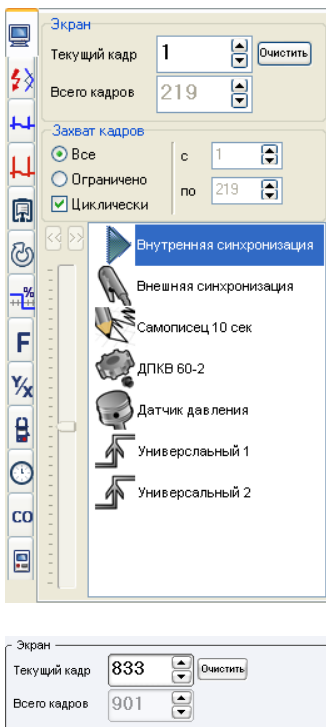 Экран
Текущий кадр 1 Очистить
Всего кадров 219
Захват кадров
Все с 1
Ограничено по 219
Циклически
<< >>
Внутренняя синхронизация
Внешняя синхронизация
Самописец 10 сек
ДПКВ 60-2
Датчик давления
Универслаьный 1
Универсальный 2
%
F
Y/X
CO
Экран
Текущий кадр 833 Очистить
Всего кадров 901